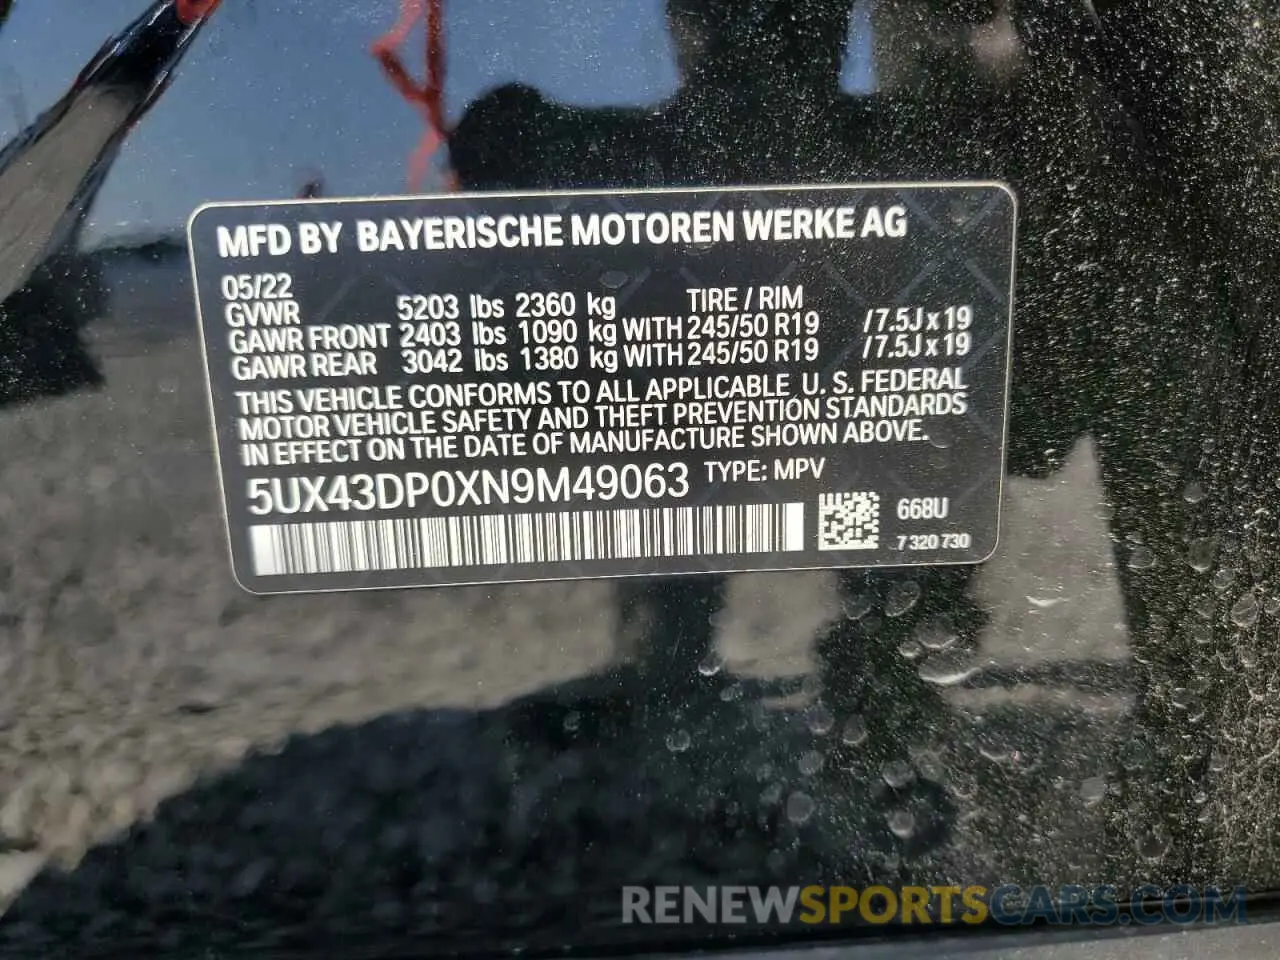 MFD BY BAYERISCHE MOTOREN WERKE AG
05/22
GVWR 5203 lbs 2360 kg TIRE / RIM
GAWR FRONT 2403 lbs 1090 kg WITH 245/50 R19 / 7.5J x 19
GAWR REAR 3042 lbs 1380 kg WITH 245/50 R19 / 7.5J x 19
THIS VEHICLE CONFORMS TO ALL APPLICABLE U. S. FEDERAL
MOTOR VEHICLE SAFETY AND THEFT PREVENTION STANDARDS
IN EFFECT ON THE DATE OF MANUFACTURE SHOWN ABOVE.
5UX43DP0XN9M49063 TYPE: MPV
668U
7 320 730
RENEWSPORTSCARS.COM